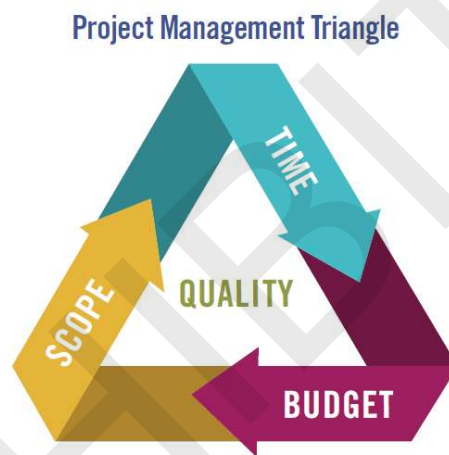 Project Management Triangle
TIME
SCOPE
QUALITY
BUDGET